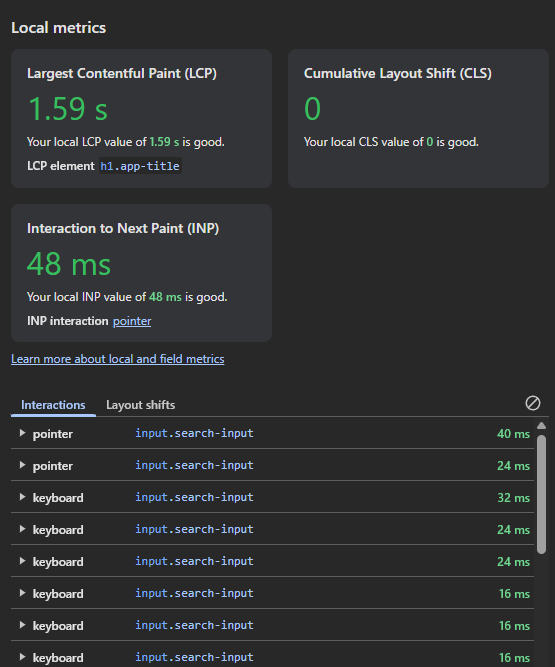 Local metrics
Largest Contentful Paint (LCP)
1.59 s
Your local LCP value of 1.59 s is good.
LCP element h1.app-title
Cumulative Layout Shift (CLS)
0
Your local CLS value of 0 is good.
Interaction to Next Paint (INP)
48 ms
Your local INP value of 48 ms is good.
INP interaction pointer
Learn more about local and field metrics
Interactions Layout shifts
pointer input.search-input 40 ms
pointer input.search-input 24 ms
keyboard input.search-input 32 ms
keyboard input.search-input 24 ms
keyboard input.search-input 24 ms
keyboard input.search-input 16 ms
keyboard input.search-input 16 ms
keyboard input.search-input 16 ms